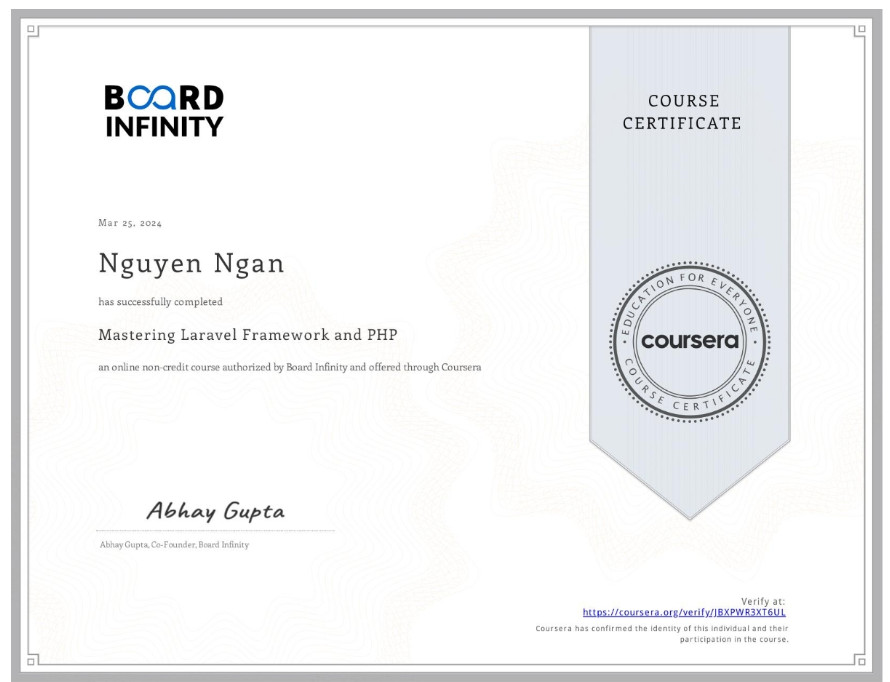 BOARD
INFINITY
COURSE
CERTIFICATE
Mar 25, 2024
Nguyen Ngan
has successfully completed
Mastering Laravel Framework and PHP
an online non-credit course authorized by Board Infinity and offered through Coursera
EDUCATION FOR EVERYONE
coursera
COURSE CERTIFICATE
Abhay Gupta
Abhay Gupta, Co-Founder, Board Infinity
Verify at:
https://coursera.org/verify/JBXPWR3XT6UL
Coursera has confirmed the identity of this individual and their
participation in the course.